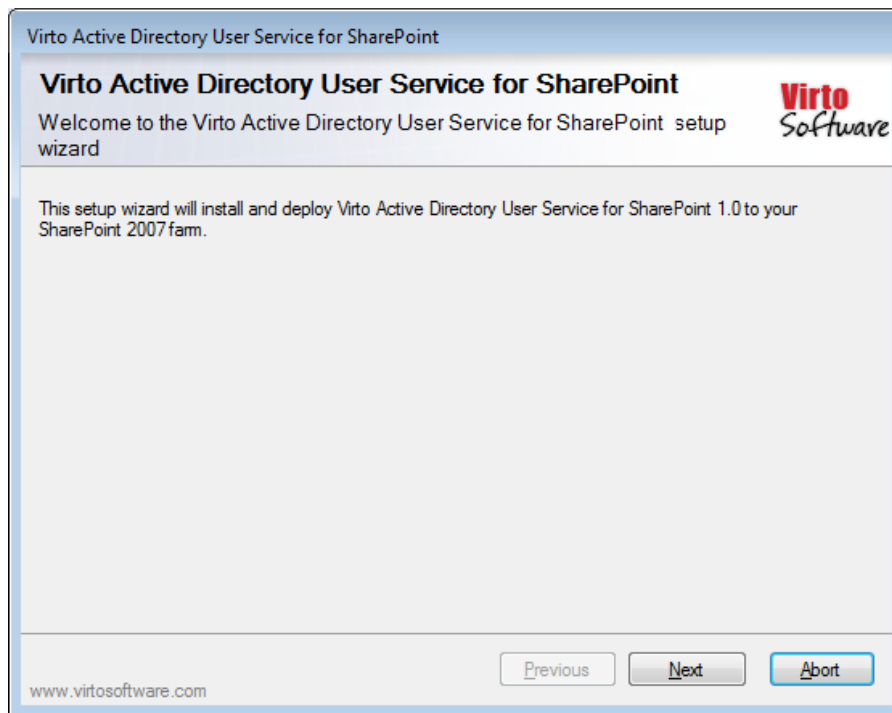 Virto Active Directory User Service for SharePoint
Virto Active Directory User Service for SharePoint
Welcome to the Virto Active Directory User Service for SharePoint setup
wizard
Virto
Software
This setup wizard will install and deploy Virto Active Directory User Service for SharePoint 1.0 to your
SharePoint 2007 farm.
Previous
Next
Abort
www.virtosoftware.com